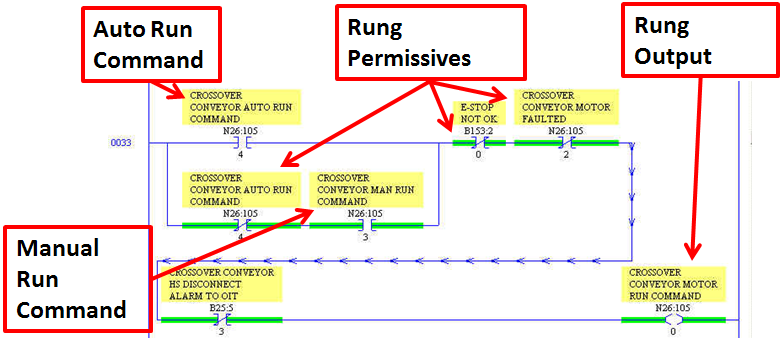 Auto Run
Command
Rung
Permissives
Rung
Output
CROSSOVER
CONVEYOR AUTO RUN
COMMAND
N26:105
4
E-STOP
NOT OK
B153:2
0
CROSSOVER
CONVEYOR MOTOR
FAULTED
N26:105
2
0033
CROSSOVER
CONVEYOR AUTO RUN
COMMAND
N26:105
4
CROSSOVER
CONVEYOR MAN RUN
COMMAND
N26:105
3
Manual
Run
Command
CROSSOVER CONVEYOR
HS DISCONNECT
ALARM TO OIT
B25:5
3
CROSSOVER
CONVEYOR MOTOR
RUN COMMAND
N26:105
0